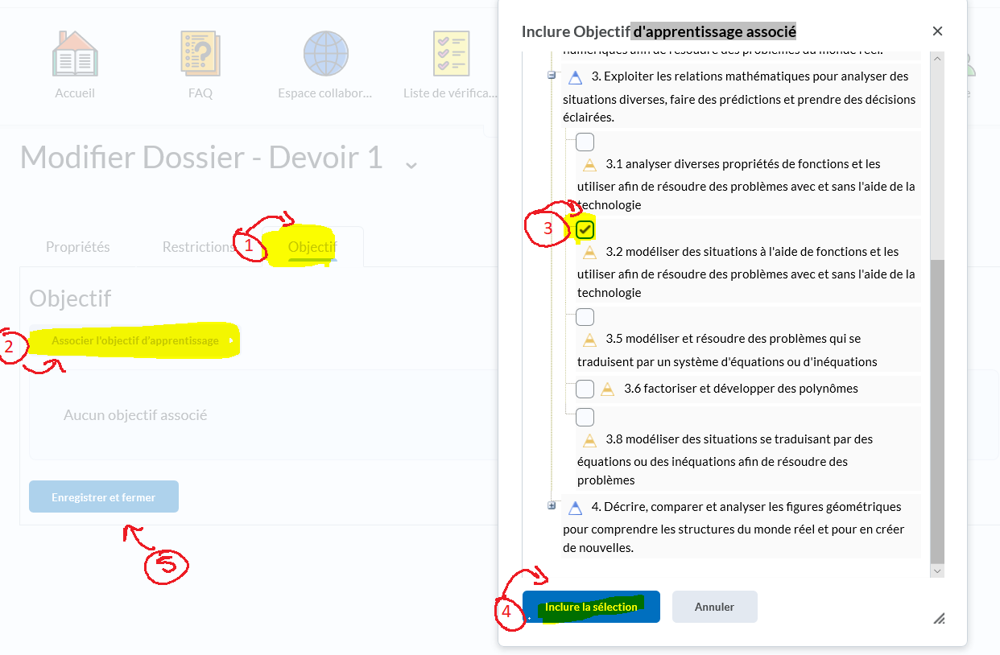 Accueil
FAQ
Espace collabor...
Liste de vérifica...
Modifier Dossier - Devoir 1
Propriétés
Restrictions
1
Objectif
Objectif
2
Associer l'objectif d'apprentissage
Aucun objectif associé
Enregistrer et fermer
5
Inclure Objectif d'apprentissage associé
numériques afin de résoudre des problèmes du monde réel.
3. Exploiter les relations mathématiques pour analyser des
situations diverses, faire des prédictions et prendre des décisions
éclairées.
3.1 analyser diverses propriétés de fonctions et les
utiliser afin de résoudre des problèmes avec et sans l'aide de la
technologie
3
3.2 modéliser des situations à l'aide de fonctions et les
utiliser afin de résoudre des problèmes avec et sans l'aide de la
technologie
3.5 modéliser et résoudre des problèmes qui se
traduisent par un système d'équations ou d'inéquations
3.6 factoriser et développer des polynômes
3.8 modéliser des situations se traduisant par des
équations ou des inéquations afin de résoudre des
problèmes
4. Décrire, comparer et analyser les figures géométriques
pour comprendre les structures du monde réel et pour en créer
de nouvelles.
4
Inclure la sélection
Annuler